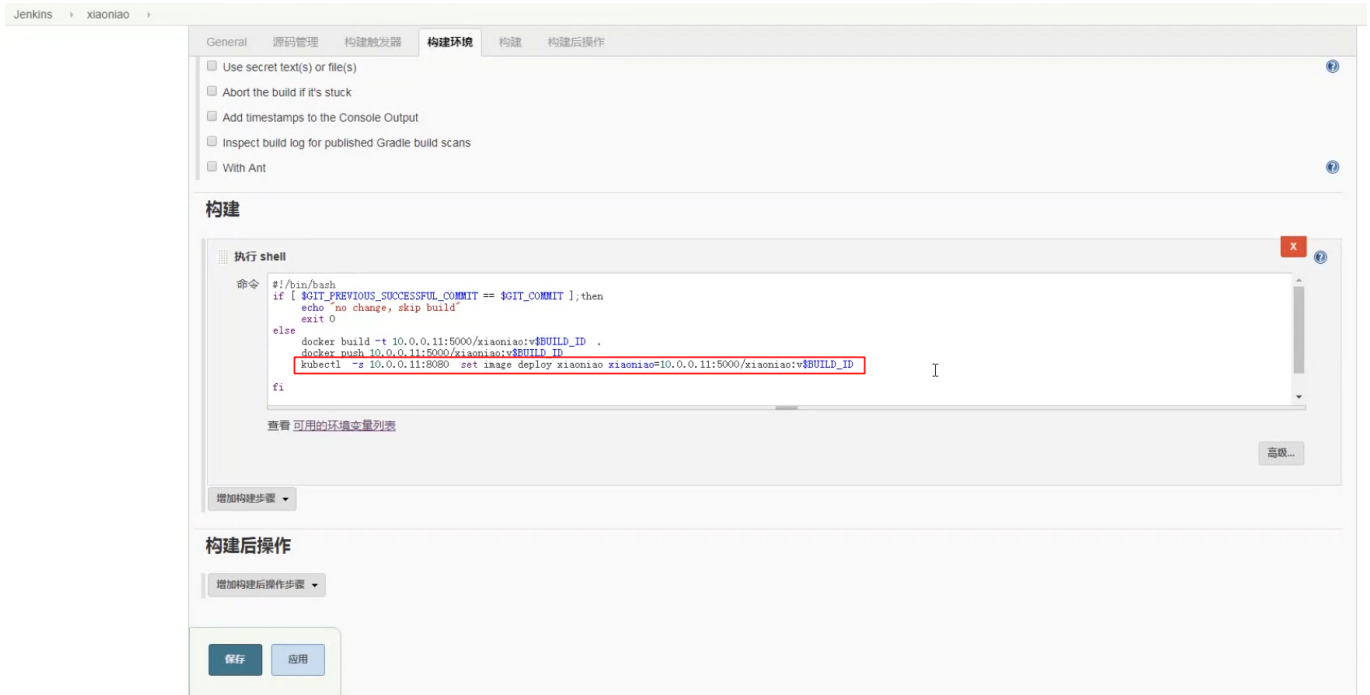 Jenkins › xiaoniao ›
General 源码管理 构建触发器 构建环境 构建 构建后操作
Use secret text(s) or file(s)
Abort the build if it's stuck
Add timestamps to the Console Output
Inspect build log for published Gradle build scans
With Ant
构建
X
执行 shell
命令
#!/bin/bash
if [ $GIT_PREVIOUS_SUCCESSFUL_COMMIT == $GIT_COMMIT ];then
echo "no change, skip build"
exit 0
else
docker build -t 10.0.0.11:5000/xiaoniao:v$BUILD_ID .
docker push 10.0.0.11:5000/xiaoniao:v$BUILD_ID
kubectl -s 10.0.0.11:8080 set image deploy xiaoniao xiaoniao=10.0.0.11:5000/xiaoniao:v$BUILD_ID
fi
查看 可用的环境变量列表
高级...
增加构建步骤
构建后操作
增加构建后操作步骤
保存 应用